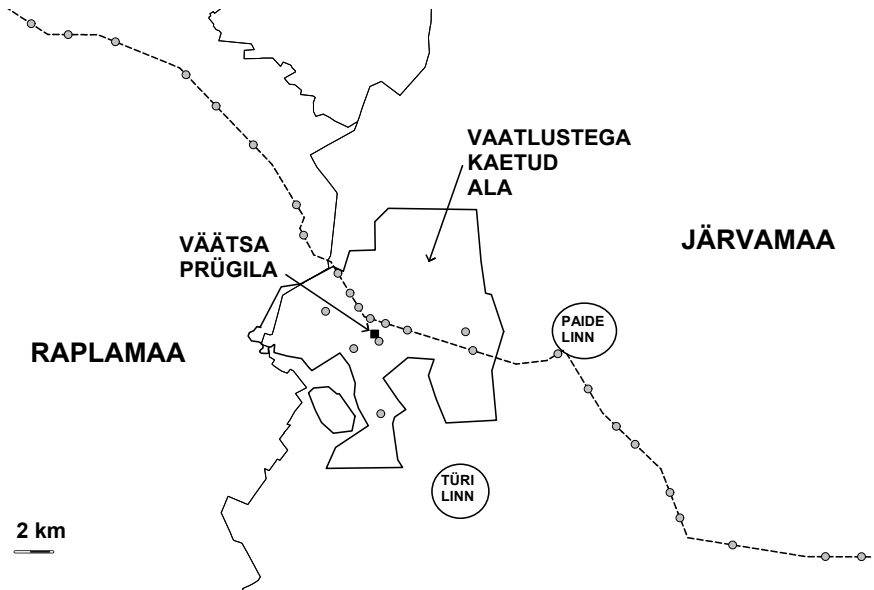 VAATLUSTEGA
KAETUD
ALA
VÄÄTSA
PRÜGILA
JÄRVAMAA
PAIDE
LINN
RAPLAMAA
TÜRI
LINN
2 km